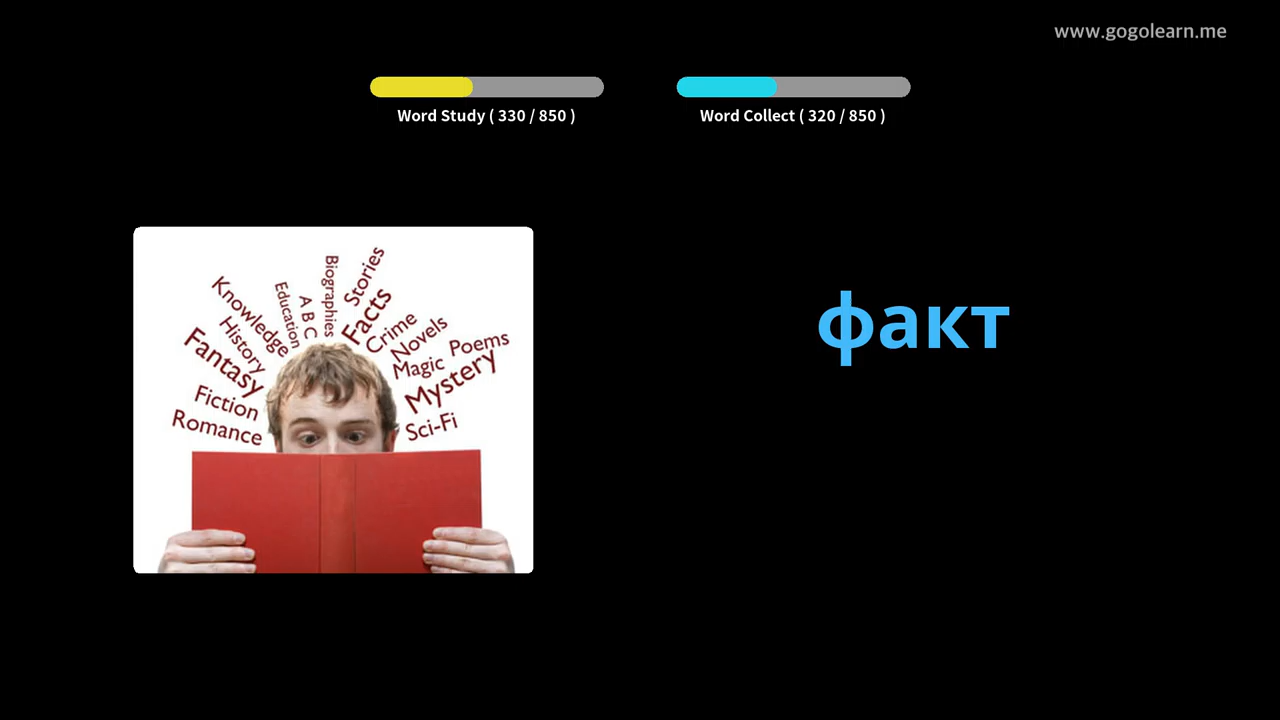 www.gogolearn.me
Word Study ( 330 / 850 )
Word Collect ( 320 / 850 )
Romance
Fiction
Fantasy
History
Knowledge
Education
A B C
Biographies
Stories
Facts
Crime
Novels
Magic
Poems
Mystery
Sci-Fi
факт